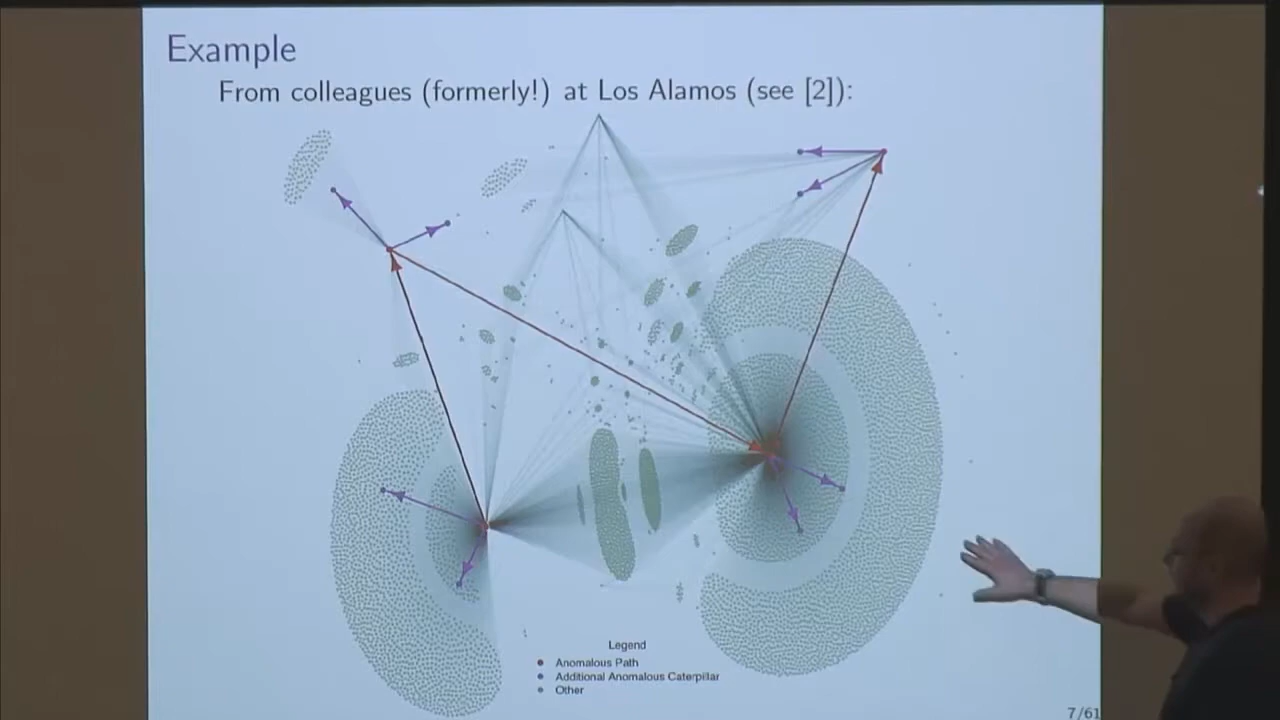 Example
From colleagues (formerly!) at Los Alamos (see [2]):
Legend
Anomalous Path
Additional Anomalous Caterpillar
Other
7/61